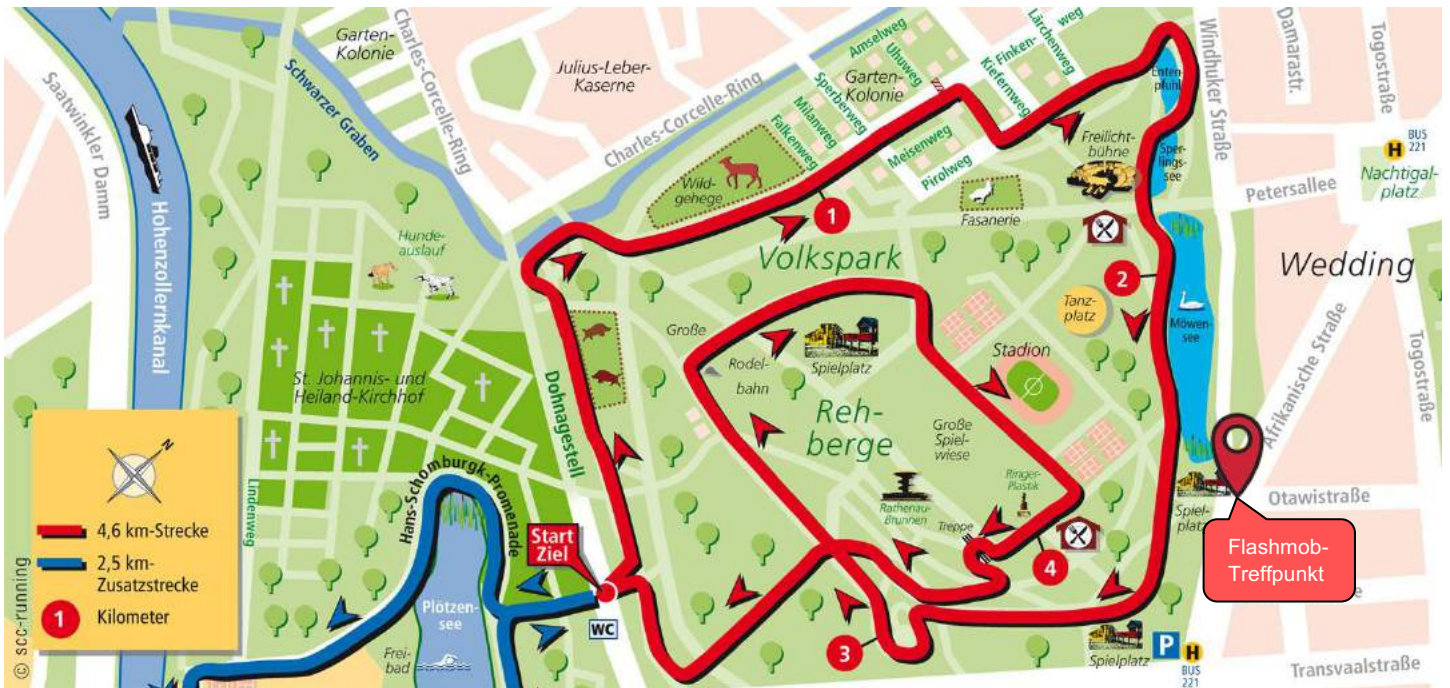 Saatwinkler Damm
Hohenzollernkanal
Garten-
Kolonie
Schwarzer Graben
Charles-Corcelle-Ring
Julius-Leber-
Kaserne
Charles-Corcelle-Ring
Amselweg
Uhuweg
Sperberweg
Milanweg
Falkenweg
Garten-
Kolonie
Finken-
weg
Lärchenweg
Kiefernweg
Meisenweg
Pirolweg
Enten-
pfuhl
Windhuker Straße
Damarastr.
Togostraße
BUS
221
H
Nachtigal-
platz
Petersallee
Freilicht-
bühne
Sper-
lings-
see
Wild-
gehege
1
Fasanerie
Hunde-
auslauf
Volkspark
2
Wedding
Tanz-
platz
Möwen-
see
Afrikanische Straße
Togostraße
Große
Rodel-
bahn
Spielplatz
Stadion
St. Johannis- und
Heiland-Kirchhof
Dohnagestell
Reh-
berge
Große
Spiel-
wiese
Ringer-
Plastik
Rathenau-
Brunnen
Treppe
4
Spiel-
platz
Otawistraße
Flashmob-
Treffpunkt
e
N
4,6 km-Strecke
2,5 km-
Zusatzstrecke
1
Kilometer
© scc-running
Lindenweg
Hans-Schomburgk-Promenade
Start
Ziel
WC
Plötzen-
see
Frei-
bad
3
Spielplatz
P
H
BUS
221
Transvaalstraße